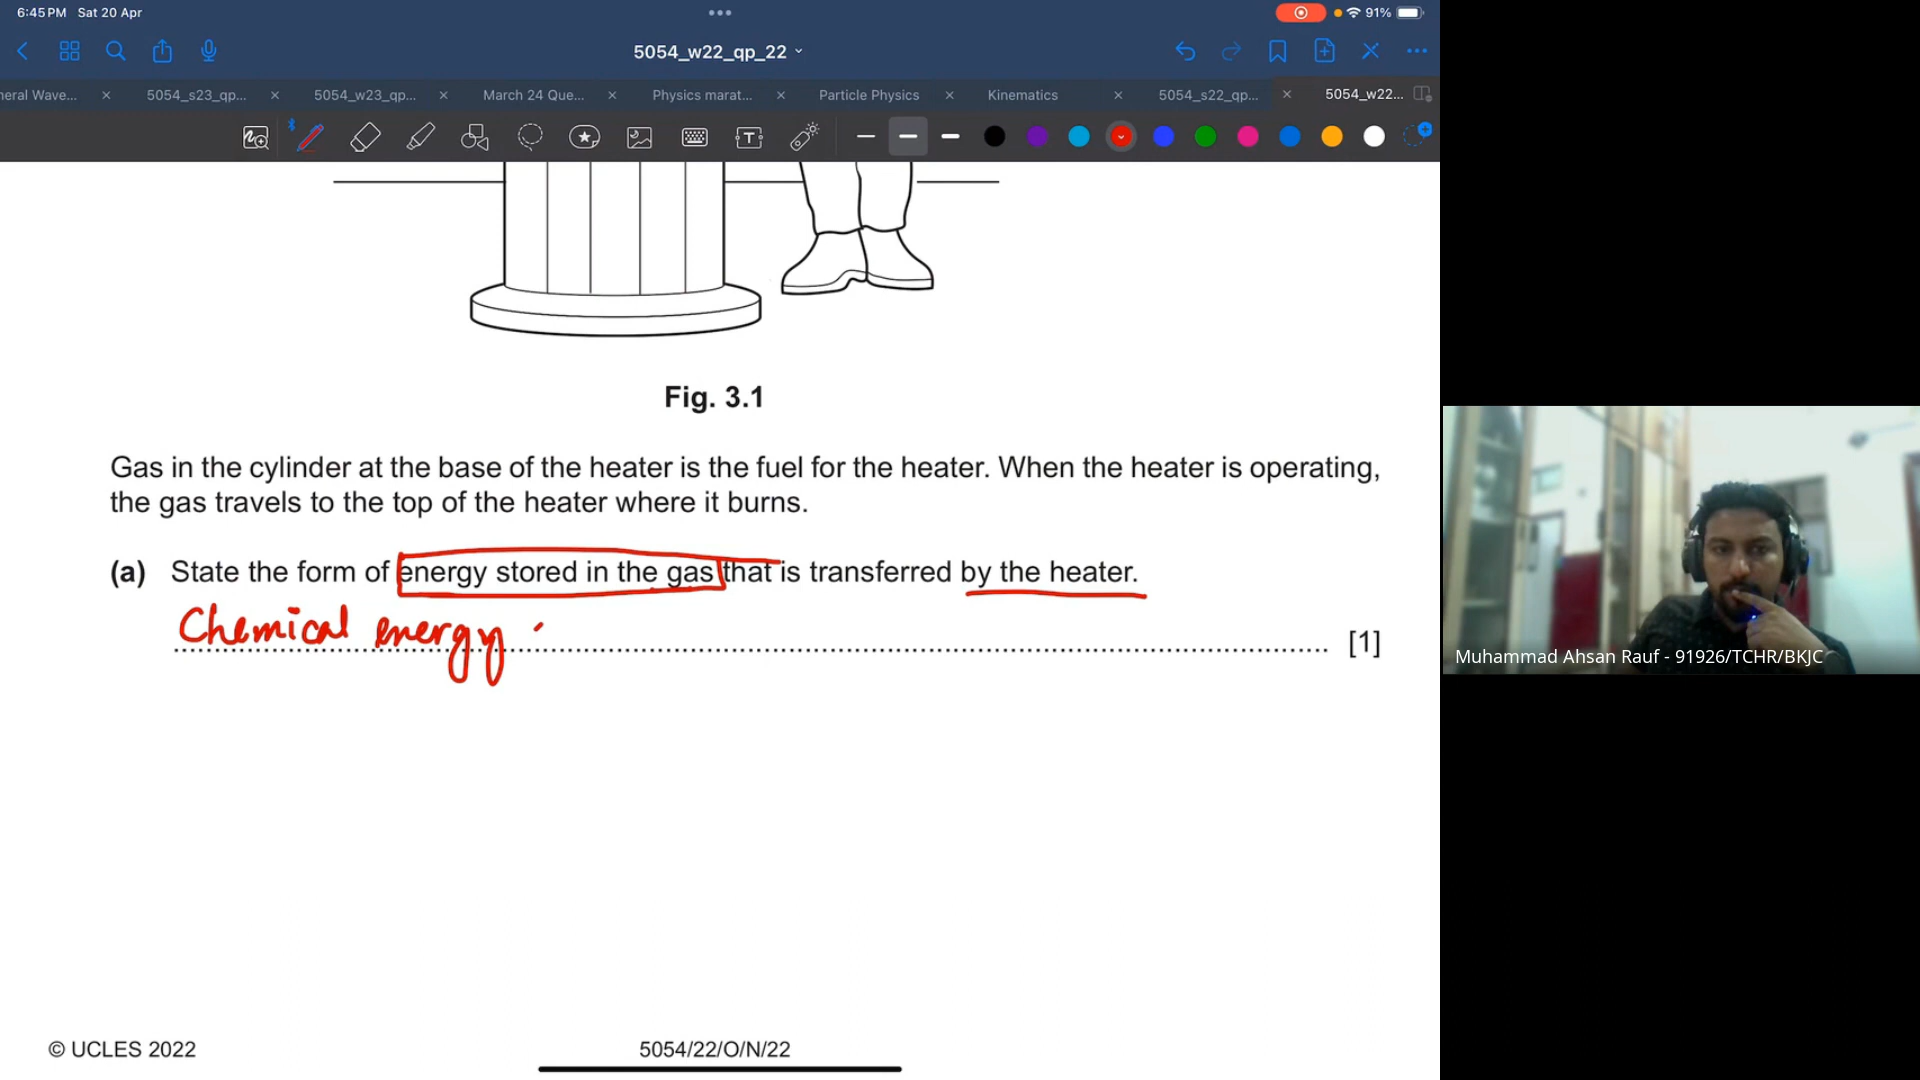 6:45 PM Sat 20 Apr
91%
5054_w22_qp_22
neral Wave...
5054_s23_qp...
5054_w23_qp...
March 24 Que...
Physics marat...
Particle Physics
Kinematics
5054_s22_qp...
5054_w22...
Fig. 3.1
Gas in the cylinder at the base of the heater is the fuel for the heater. When the heater is operating,
the gas travels to the top of the heater where it burns.
(a) State the form of energy stored in the gas that is transferred by the heater.
Chemical energy.
[1]
© UCLES 2022
5054/22/O/N/22
Muhammad Ahsan Rauf - 91926/TCHR/BKJC